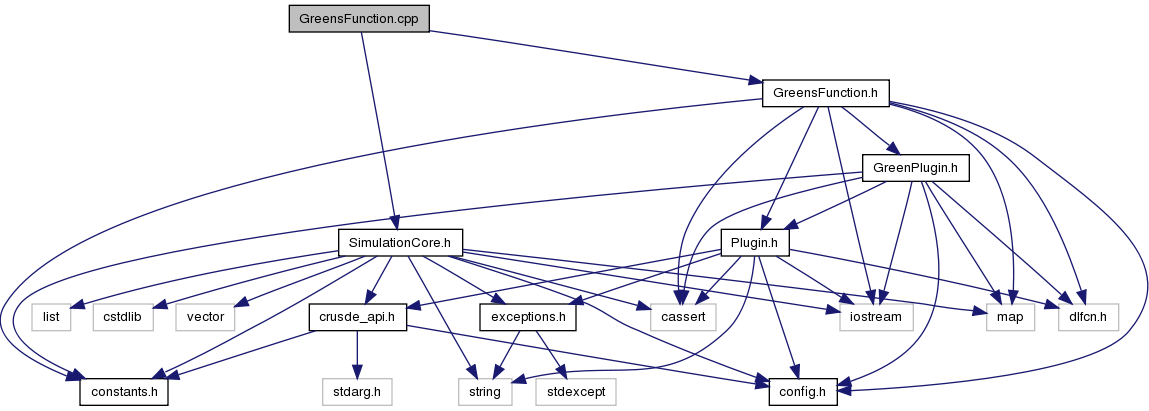 GreensFunction.cpp
GreensFunction.h
GreenPlugin.h
SimulationCore.h
Plugin.h
list
cstdlib
vector
crusde_api.h
exceptions.h
cassert
iostream
map
dlfcn.h
constants.h
stdarg.h
string
stdexcept
config.h